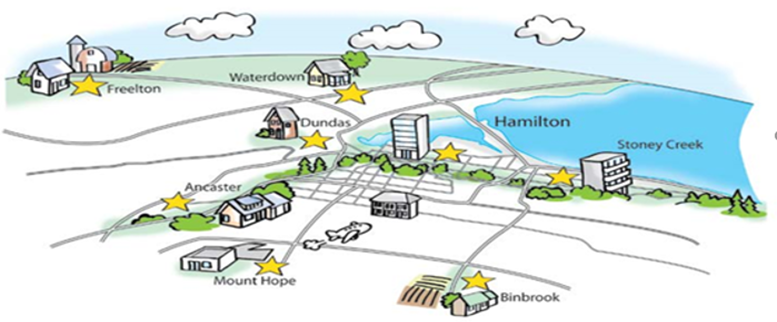 Waterdown
Freelton
Dundas
Hamilton
Stoney Creek
Ancaster
Mount Hope
Binbrook